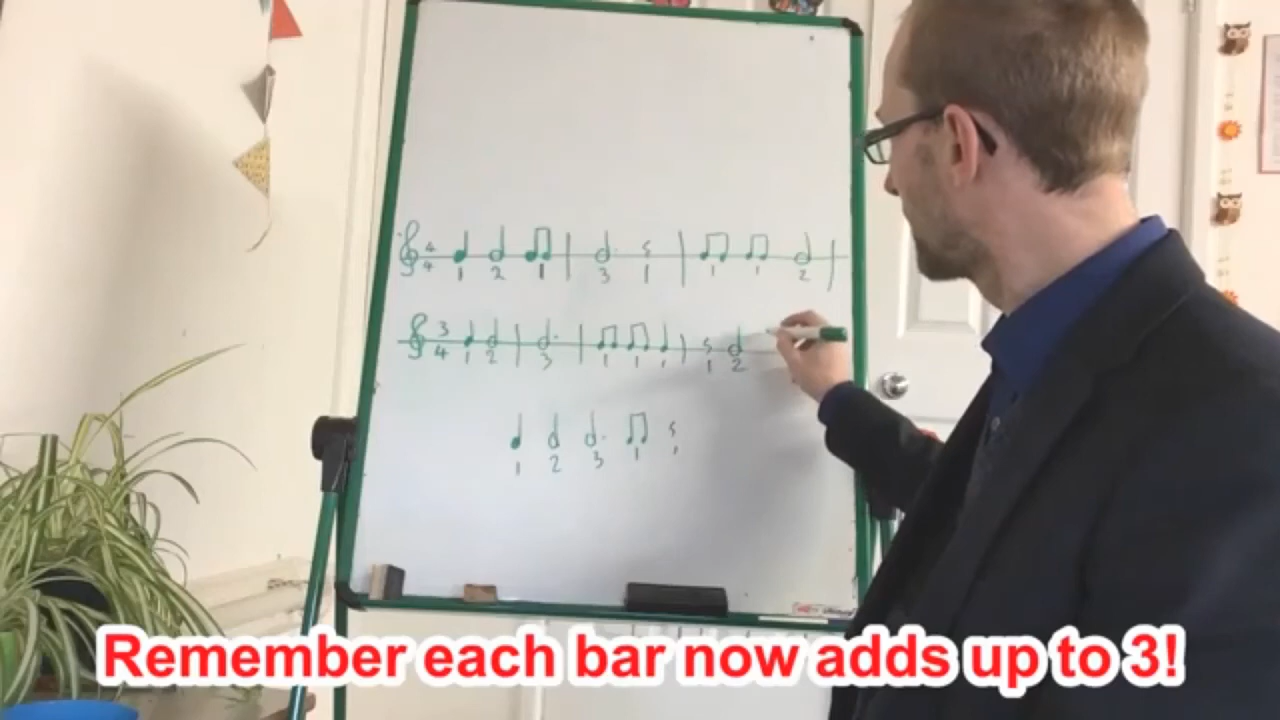 4 4 1 2 1 3 1 1 1 2
3 4 1 2 3 1 1 1 1 2
1 2 3 1 1
Remember each bar now adds up to 3!